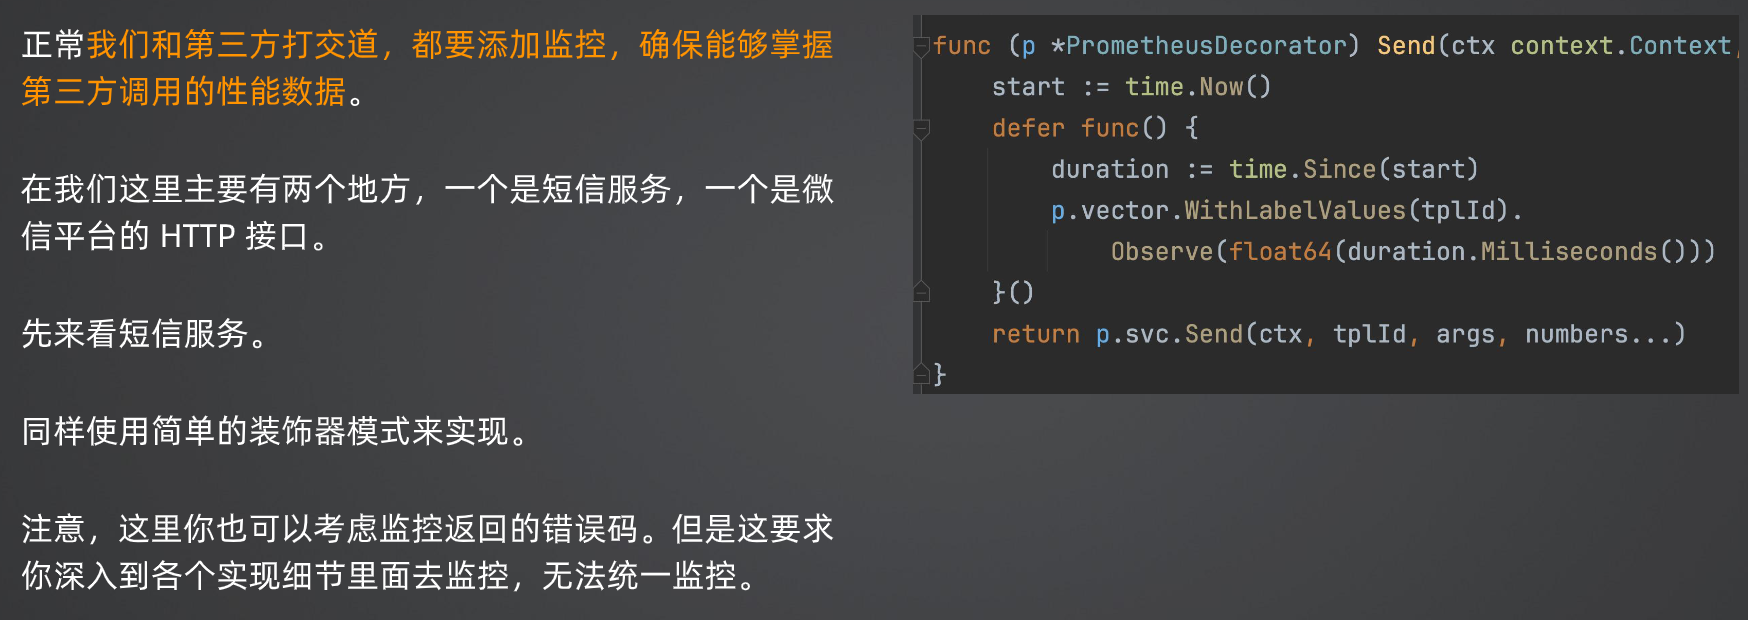 正常我们和第三方打交道，都要添加监控，确保能够掌握
第三方调用的性能数据。
在我们这里主要有两个地方，一个是短信服务，一个是微
信平台的 HTTP 接口。
先来看短信服务。
同样使用简单的装饰器模式来实现。
注意，这里你也可以考虑监控返回的错误码。但是这要求
你深入到各个实现细节里面去监控，无法统一监控。
func (p *PrometheusDecorator) Send(ctx context.Context,
start := time.Now()
defer func() {
duration := time.Since(start)
p.vector.WithLabelValues(tplId).
Observe(float64(duration.Milliseconds()))
}()
return p.svc.Send(ctx, tplId, args, numbers...)
}